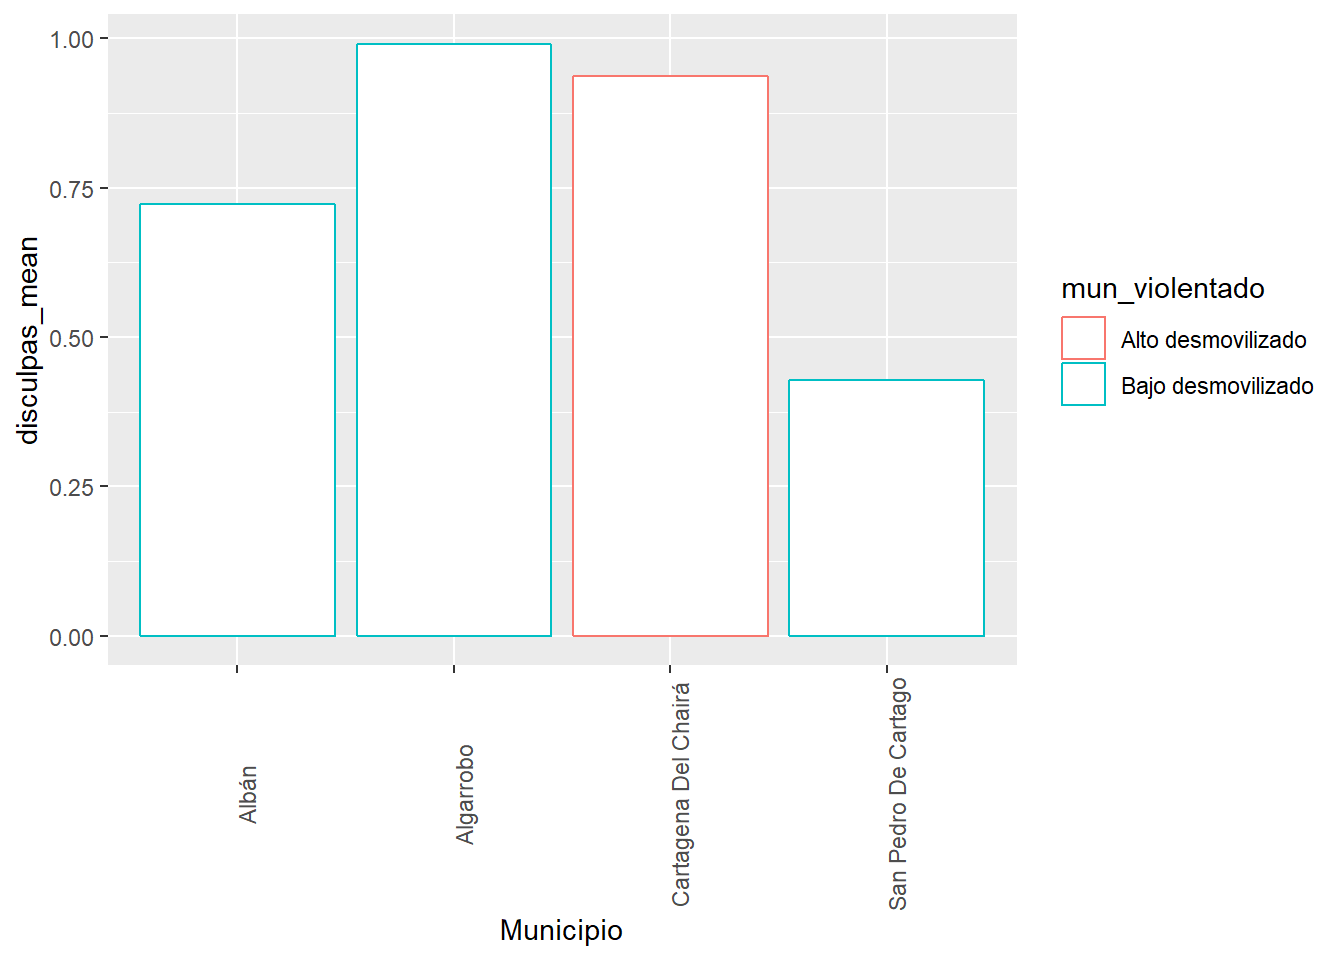 disculpas_mean
1.00
0.75
0.50
0.25
0.00
Albán
Algarrobo
Cartagena Del Chairá
San Pedro De Cartago
Municipio
mun_violentado
Alto desmovilizado
Bajo desmovilizado